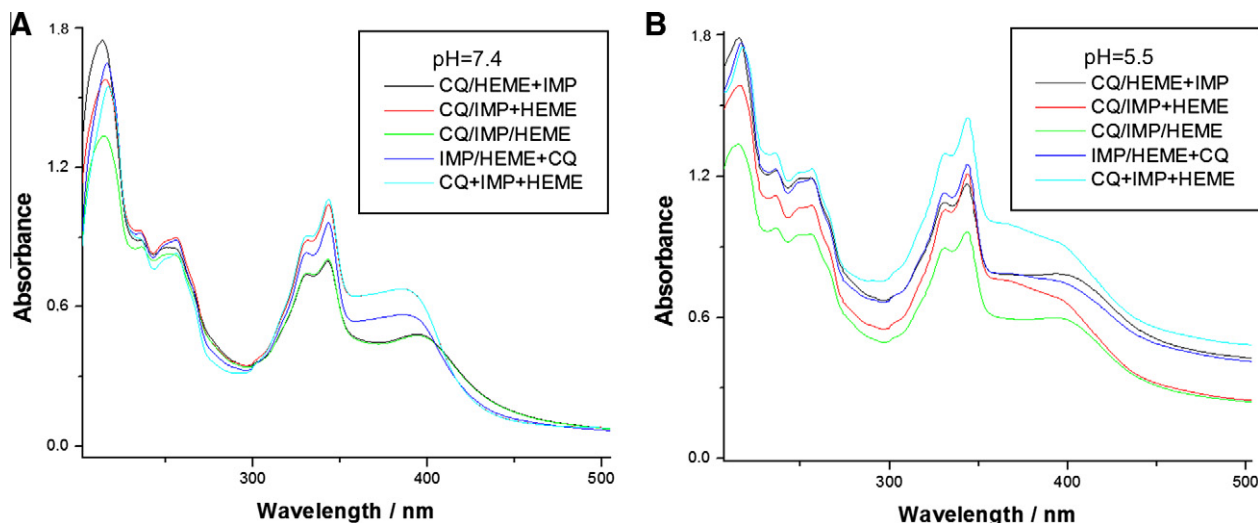 A
1.8
1.2
0.6
0.0
Absorbance
pH=7.4
CQ/HEME+IMP
CQ/IMP+HEME
CQ/IMP/HEME
IMP/HEME+CQ
CQ+IMP+HEME
300
400
500
Wavelength / nm
B
1.8
1.2
0.6
0.0
Absorbance
pH=5.5
CQ/HEME+IMP
CQ/IMP+HEME
CQ/IMP/HEME
IMP/HEME+CQ
CQ+IMP+HEME
300
400
500
Wavelength / nm